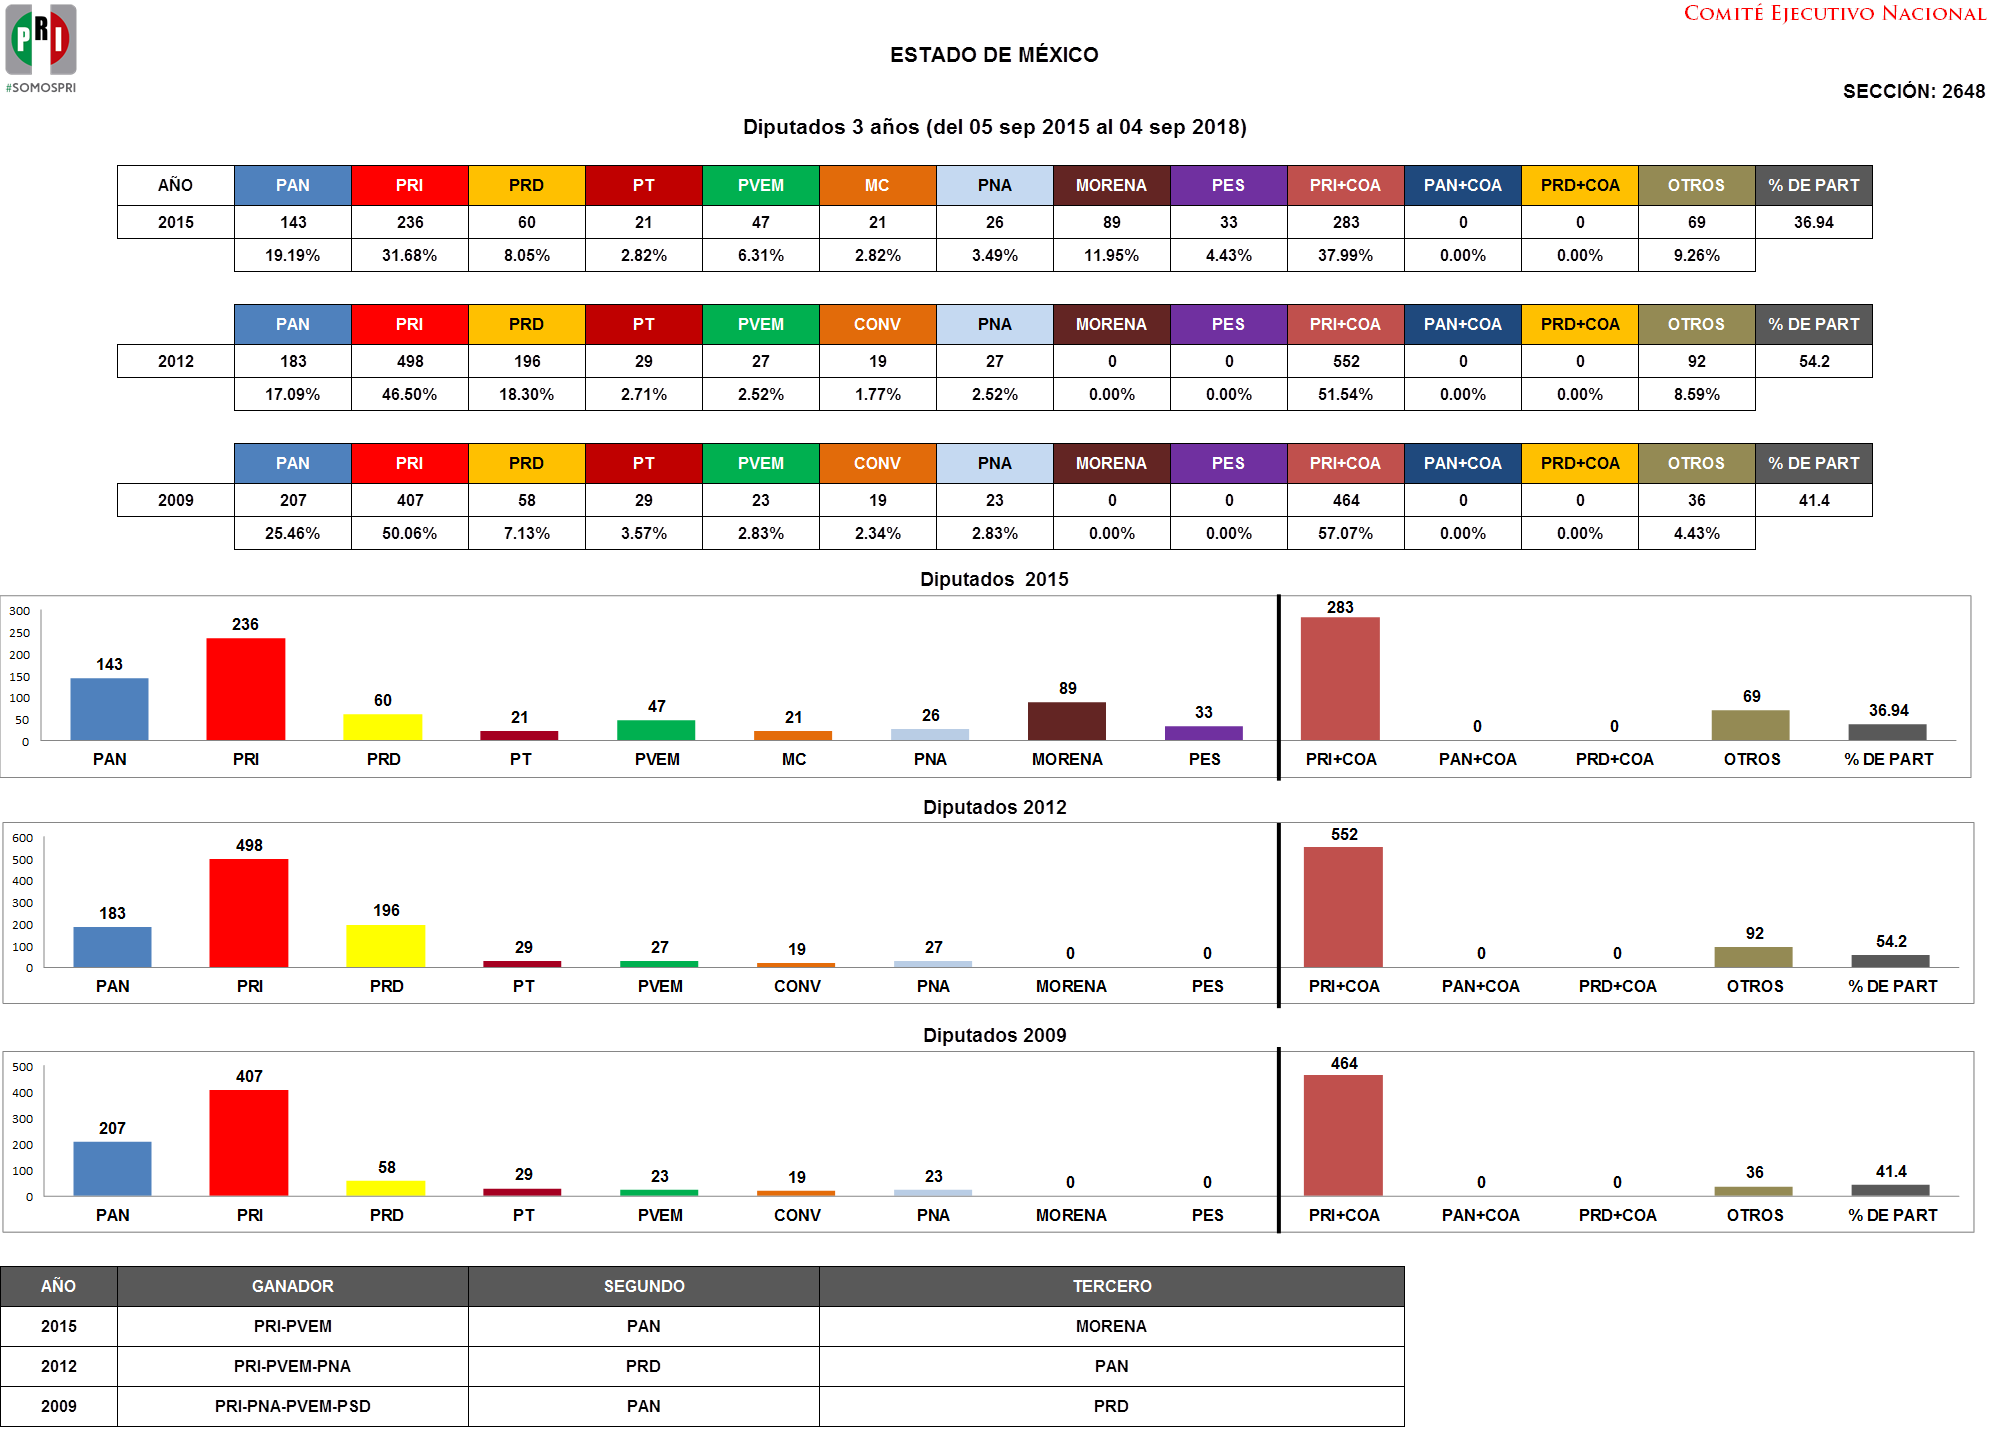 PRI
#SOMOSPRI
COMITÉ EJECUTIVO NACIONAL
ESTADO DE MÉXICO
SECCIÓN: 2648
Diputados 3 años (del 05 sep 2015 al 04 sep 2018)
AÑO PAN PRI PRD PT PVEM MC PNA MORENA PES PRI+COA PAN+COA PRD+COA OTROS % DE PART
2015 143 236 60 21 47 21 26 89 33 283 0 0 69 36.94
19.19% 31.68% 8.05% 2.82% 6.31% 2.82% 3.49% 11.95% 4.43% 37.99% 0.00% 0.00% 9.26%
PAN PRI PRD PT PVEM CONV PNA MORENA PES PRI+COA PAN+COA PRD+COA OTROS % DE PART
2012 183 498 196 29 27 19 27 0 0 552 0 0 92 54.2
17.09% 46.50% 18.30% 2.71% 2.52% 1.77% 2.52% 0.00% 0.00% 51.54% 0.00% 0.00% 8.59%
PAN PRI PRD PT PVEM CONV PNA MORENA PES PRI+COA PAN+COA PRD+COA OTROS % DE PART
2009 207 407 58 29 23 19 23 0 0 464 0 0 36 41.4
25.46% 50.06% 7.13% 3.57% 2.83% 2.34% 2.83% 0.00% 0.00% 57.07% 0.00% 0.00% 4.43%
Diputados 2015
300
250
200
150
100
50
0
143 236 60 21 47 21 26 89 33 283 0 0 69 36.94
PAN PRI PRD PT PVEM MC PNA MORENA PES PRI+COA PAN+COA PRD+COA OTROS % DE PART
Diputados 2012
600
500
400
300
200
100
0
183 498 196 29 27 19 27 0 0 552 0 0 92 54.2
PAN PRI PRD PT PVEM CONV PNA MORENA PES PRI+COA PAN+COA PRD+COA OTROS % DE PART
Diputados 2009
500
400
300
200
100
0
207 407 58 29 23 19 23 0 0 464 0 0 36 41.4
PAN PRI PRD PT PVEM CONV PNA MORENA PES PRI+COA PAN+COA PRD+COA OTROS % DE PART
AÑO GANADOR SEGUNDO TERCERO
2015 PRI-PVEM PAN MORENA
2012 PRI-PVEM-PNA PRD PAN
2009 PRI-PNA-PVEM-PSD PAN PRD